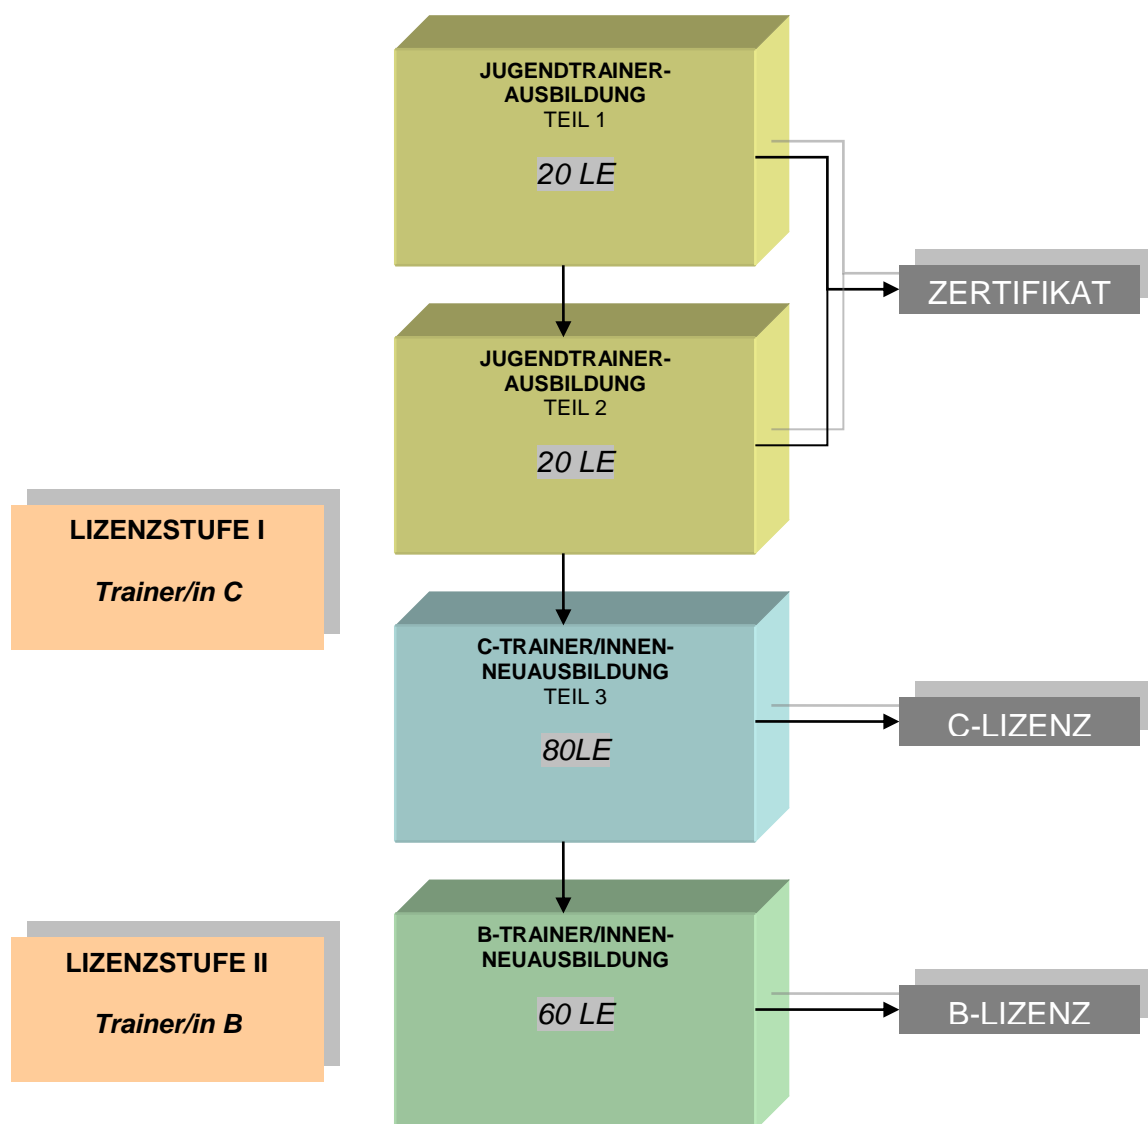 JUGENDTRAINER-
AUSBILDUNG
TEIL 1
20 LE
ZERTIFIKAT
JUGENDTRAINER-
AUSBILDUNG
TEIL 2
20 LE
LIZENZSTUFE I
Trainer/in C
C-TRAINER/INNEN-
NEUAUSBILDUNG
TEIL 3
80LE
C-LIZENZ
B-TRAINER/INNEN-
NEUAUSBILDUNG
60 LE
LIZENZSTUFE II
Trainer/in B
B-LIZENZ